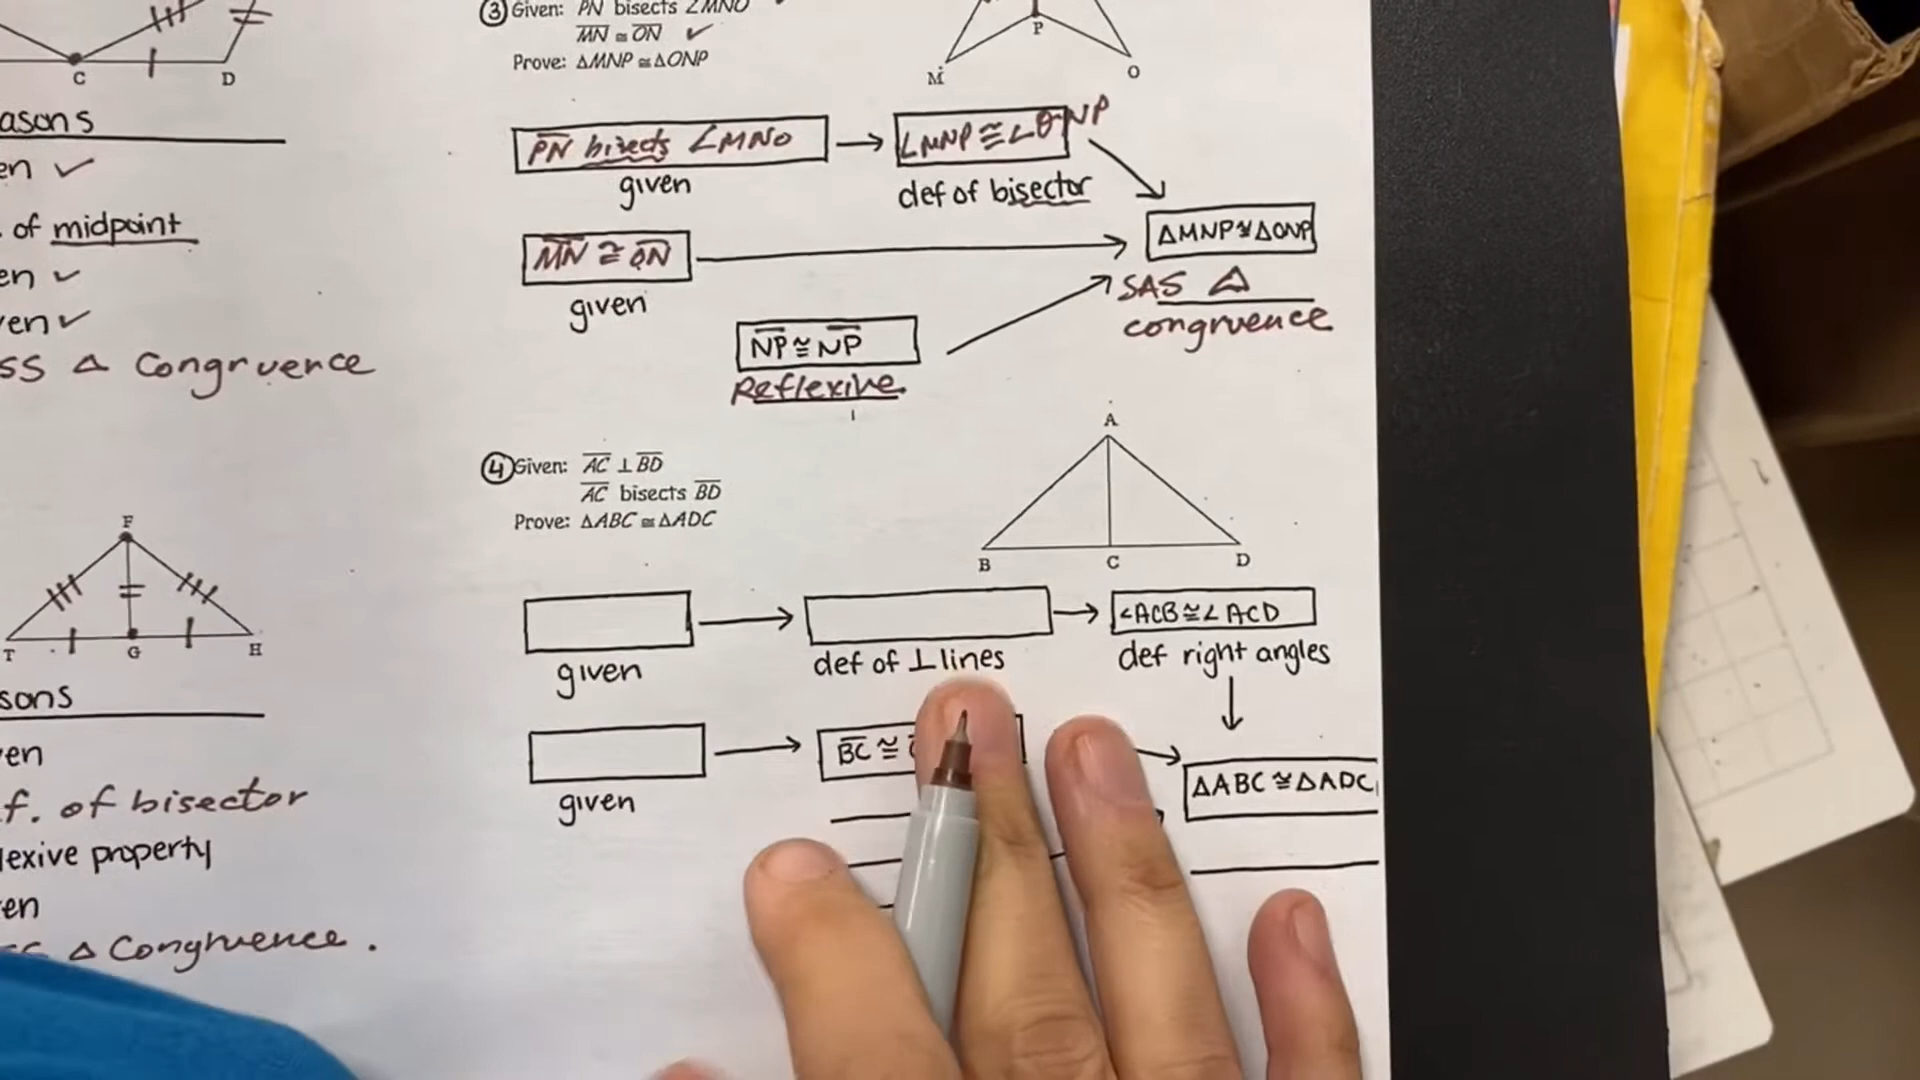 C
D
asons
en ✓
. of midpoint
en ✓
ven ✓
SS △ Congruence
F
T
G
H
sons
en
f. of bisector
lexive property
en
△ Congruence.
③ Given: PN bisects ∠MNO
MN ≅ ON ✓
Prove: △MNP ≅ △ONP
P
M
O
PN bisects ∠MNO
given
∠MNP ≅ ∠ONP
def of bisector
MN ≅ ON
given
△MNP ≅ △ONP
SAS △
congruence
NP ≅ NP
Reflexive
④ Given: AC ⊥ BD
AC bisects BD
Prove: △ABC ≅ △ADC
A
B
C
D
given
def of ⊥ lines
∠ACB ≅ ∠ACD
def right angles
given
BC ≅
△ABC ≅ △ADC